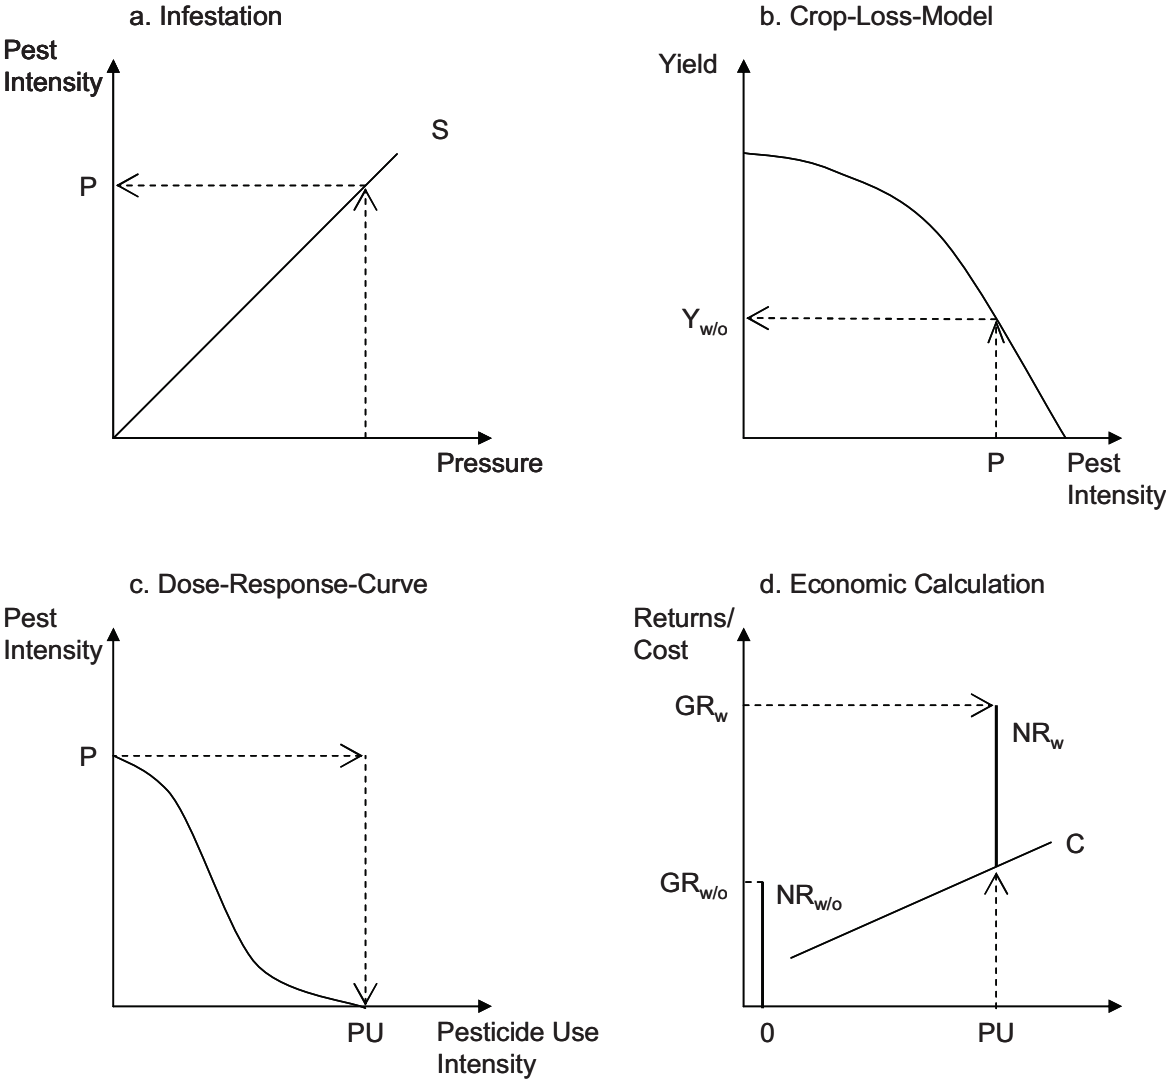 a. Infestation
Pest
Intensity
S
P
Pressure
b. Crop-Loss-Model
Yield
Yw/o
P
Pest
Intensity
c. Dose-Response-Curve
Pest
Intensity
P
PU
Pesticide Use
Intensity
d. Economic Calculation
Returns/
Cost
GRw
NRw
C
GRw/o
NRw/o
0
PU